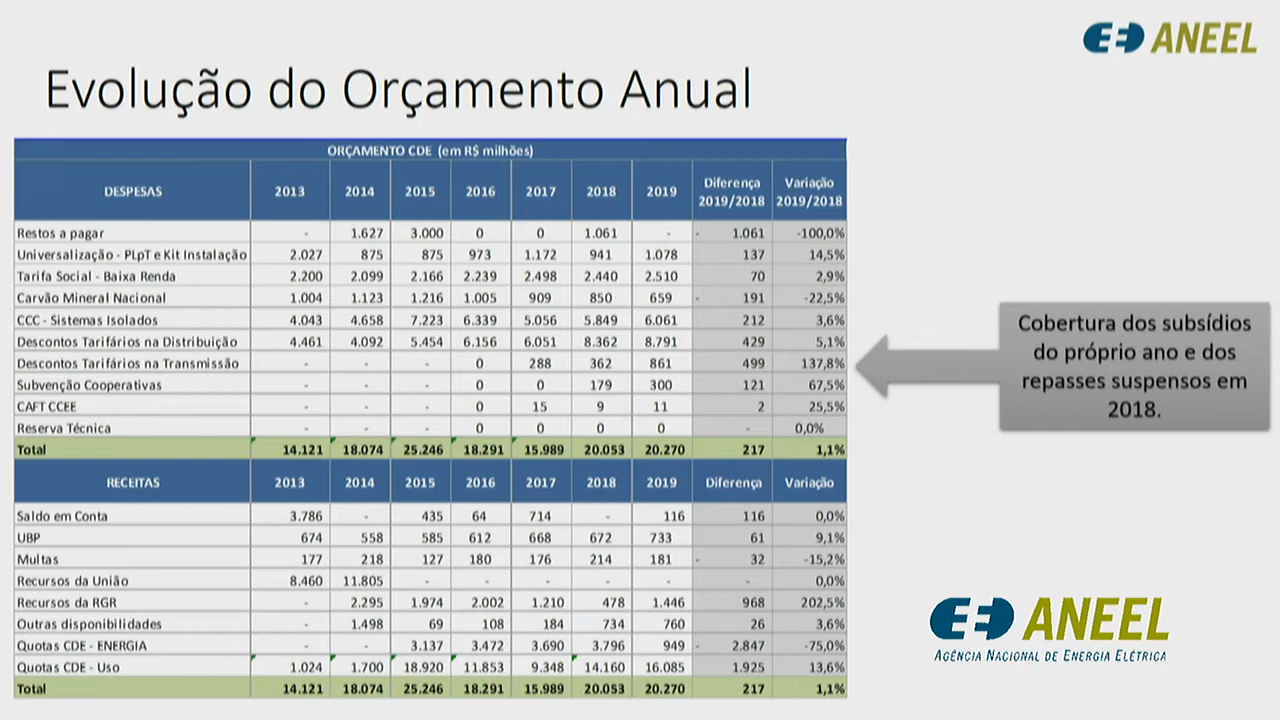 ANEEL
Evolução do Orçamento Anual
ORÇAMENTO CDE (em R$ milhões)
DESPESAS 2013 2014 2015 2016 2017 2018 2019 Diferença 2019/2018 Variação 2019/2018
Restos a pagar - 1.627 3.000 0 0 1.061 - - 1.061 -100,0%
Universalização - PLpT e Kit Instalação 2.027 875 875 973 1.172 941 1.078 137 14,5%
Tarifa Social - Baixa Renda 2.200 2.099 2.166 2.239 2.498 2.440 2.510 70 2,9%
Carvão Mineral Nacional 1.004 1.123 1.216 1.005 909 850 659 - 191 -22,5%
CCC - Sistemas Isolados 4.043 4.658 7.223 6.339 5.056 5.849 6.061 212 3,6%
Descontos Tarifários na Distribuição 4.461 4.092 5.454 6.156 6.051 8.362 8.791 429 5,1%
Descontos Tarifários na Transmissão - - - 0 288 362 861 499 137,8%
Subvenção Cooperativas - - - 0 0 179 300 121 67,5%
CAFT CCEE - - - 0 15 9 11 2 25,5%
Reserva Técnica 0 0 0 0 - 0,0%
Total 14.121 18.074 25.246 18.291 15.989 20.053 20.270 217 1,1%
RECEITAS 2013 2014 2015 2016 2017 2018 2019 Diferença Variação
Saldo em Conta 3.786 - 435 64 714 - 116 116 0,0%
UBP 674 558 585 612 668 672 733 61 9,1%
Multas 177 218 127 180 176 214 181 - 32 -15,2%
Recursos da União 8.460 11.805 - - - - - - 0,0%
Recursos da RGR - 2.295 1.974 2.002 1.210 478 1.446 968 202,5%
Outras disponibilidades - 1.498 69 108 184 734 760 26 3,6%
Quotas CDE - ENERGIA - - 3.137 3.472 3.690 3.796 949 - 2.847 -75,0%
Quotas CDE - Uso 1.024 1.700 18.920 11.853 9.348 14.160 16.085 1.925 13,6%
Total 14.121 18.074 25.246 18.291 15.989 20.053 20.270 217 1,1%
Cobertura dos subsídios
do próprio ano e dos
repasses suspensos em
2018.
ANEEL
AGÊNCIA NACIONAL DE ENERGIA ELÉTRICA